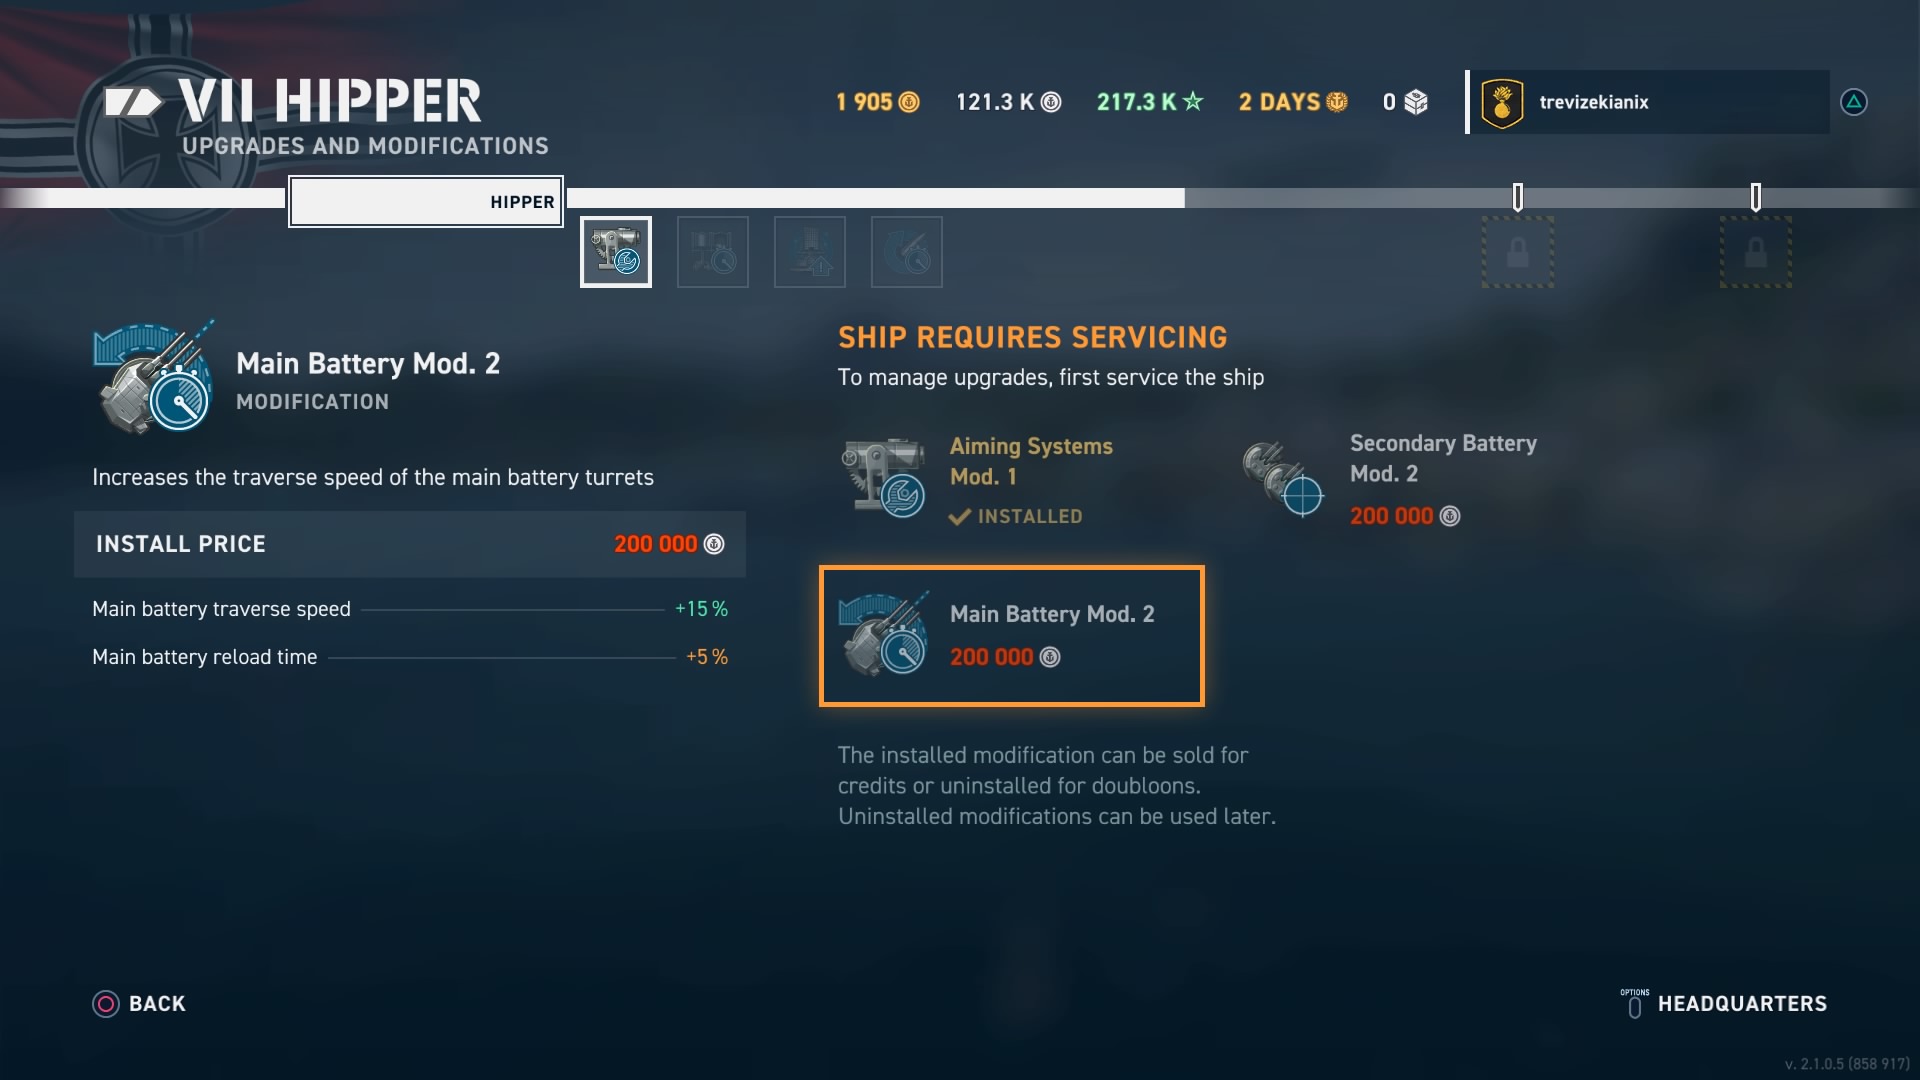 VII HIPPER
UPGRADES AND MODIFICATIONS
1 905
121.3 K
217.3 K
2 DAYS
0
trevizekianix
HIPPER
Main Battery Mod. 2
MODIFICATION
Increases the traverse speed of the main battery turrets
INSTALL PRICE 200 000
Main battery traverse speed +15 %
Main battery reload time +5 %
SHIP REQUIRES SERVICING
To manage upgrades, first service the ship
Aiming Systems
Mod. 1
INSTALLED
Secondary Battery
Mod. 2
200 000
Main Battery Mod. 2
200 000
The installed modification can be sold for
credits or uninstalled for doubloons.
Uninstalled modifications can be used later.
BACK
OPTIONS
HEADQUARTERS
v. 2.1.0.5 (858 917)